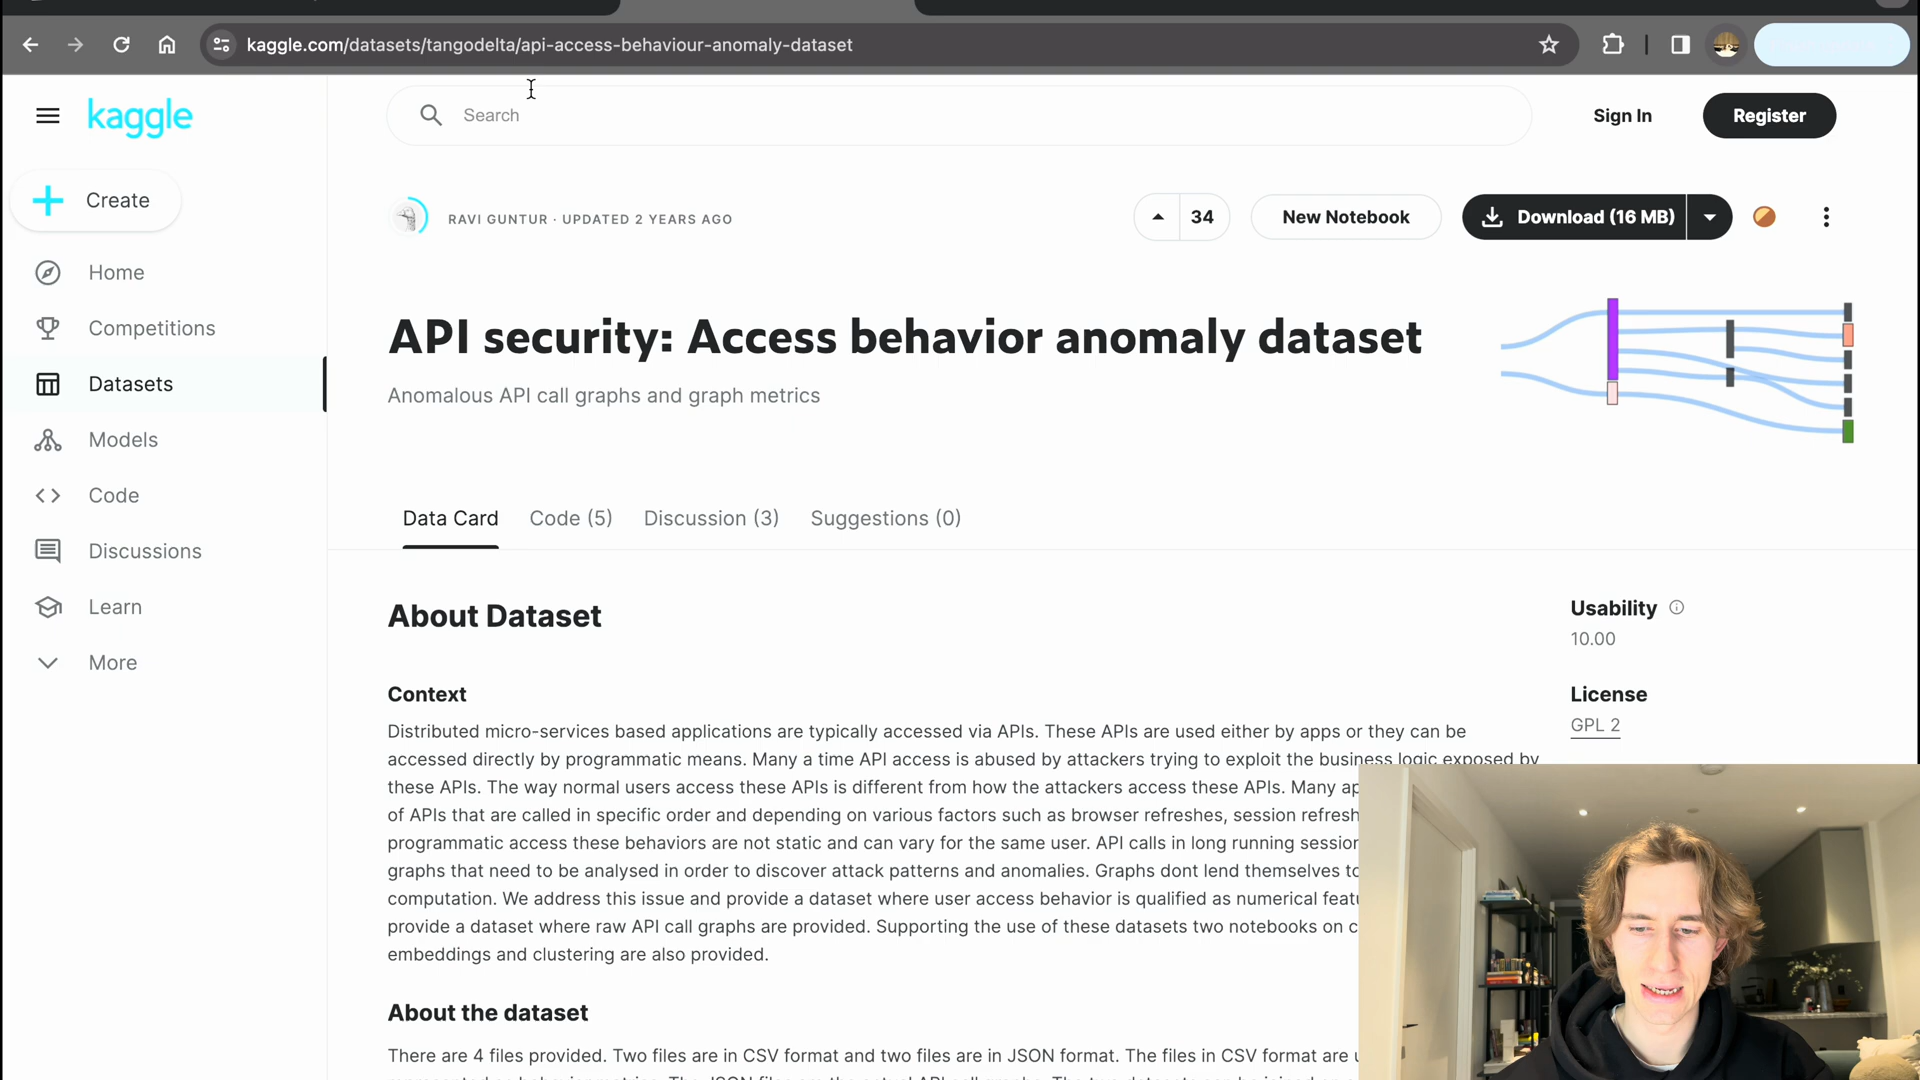 kaggle.com/datasets/tangodelta/api-access-behaviour-anomaly-dataset
kaggle
Search
Sign In
Register
Create
Home
Competitions
Datasets
Models
Code
Discussions
Learn
More
RAVI GUNTUR · UPDATED 2 YEARS AGO
34
New Notebook
Download (16 MB)
API security: Access behavior anomaly dataset
Anomalous API call graphs and graph metrics
Data Card
Code (5)
Discussion (3)
Suggestions (0)
About Dataset
Context
Distributed micro-services based applications are typically accessed via APIs. These APIs are used either by apps or they can be
accessed directly by programmatic means. Many a time API access is abused by attackers trying to exploit the business logic exposed by
these APIs. The way normal users access these APIs is different from how the attackers access these APIs. Many
of APIs that are called in specific order and depending on various factors such as browser refreshes, session
programmatic access these behaviors are not static and can vary for the same user. API calls in long running
graphs that need to be analysed in order to discover attack patterns and anomalies. Graphs dont lend themselves
computation. We address this issue and provide a dataset where user access behavior is qualified as numerical
provide a dataset where raw API call graphs are provided. Supporting the use of these datasets two notebooks on
embeddings and clustering are also provided.
About the dataset
There are 4 files provided. Two files are in CSV format and two files are in JSON format. The files in CSV format are
Usability
10.00
License
GPL 2